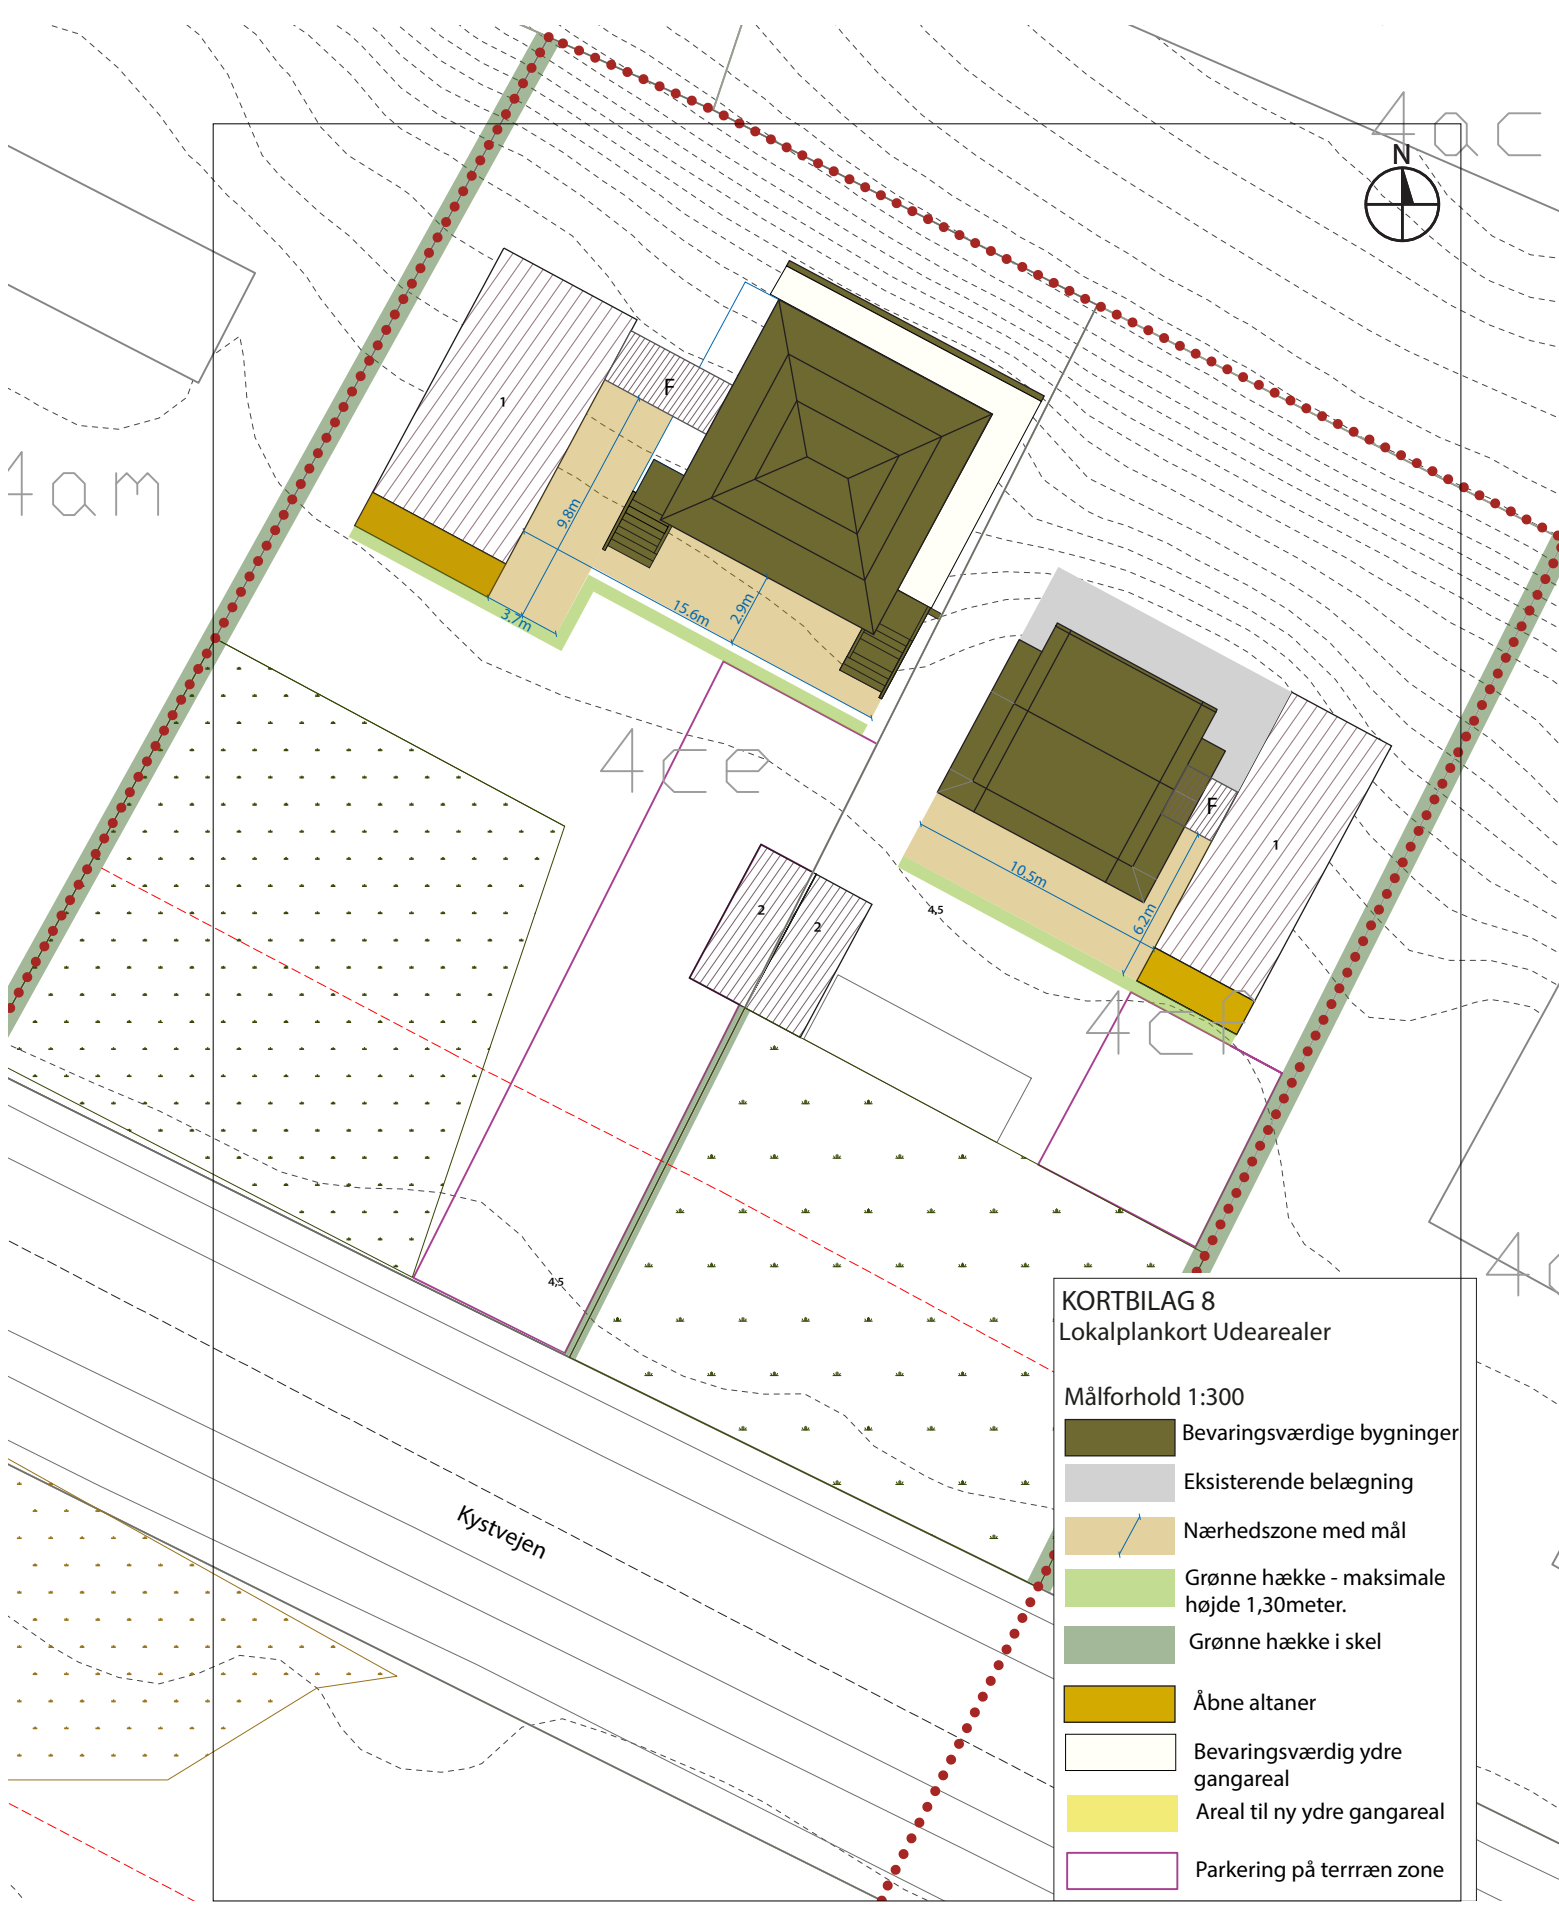 4ac
N
F
1
4am
9.8m
3.7m
15.6m
2.9m
4ce
F
1
10.5m
6.2m
2
2
4,5
4cf
4,5
KORTBILAG 8
Lokalplankort Udearealer
Målforhold 1:300
Bevaringsværdige bygninger
Eksisterende belægning
Nærhedszone med mål
Grønne hække - maksimale
højde 1,30meter.
Grønne hække i skel
Åbne altaner
Bevaringsværdig ydre
gangareal
Areal til ny ydre gangareal
Parkering på terrræn zone
Kystvejen